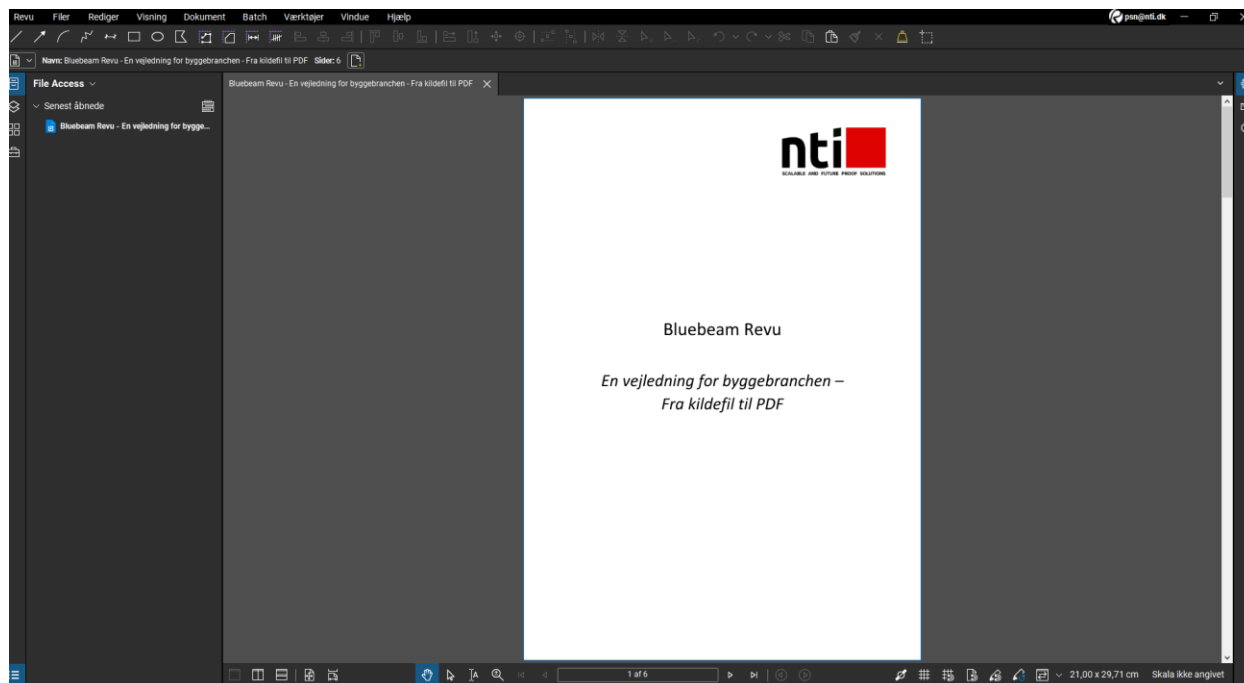 Revu Filer Rediger Visning Dokument Batch Værktøjer Vindue Hjælp psn@nti.dk
Navn: Bluebeam Revu - En vejledning for byggebranchen - Fra kildefil til PDF Sider: 6
File Access
Bluebeam Revu - En vejledning for byggebranchen - Fra kildefil til PDF
Senest åbnede
Bluebeam Revu - En vejledning for bygge...
nti
SCALABLE AND FUTURE PROOF SOLUTIONS
Bluebeam Revu
En vejledning for byggebranchen –
Fra kildefil til PDF
1 af 6
21,00 x 29,71 cm Skala ikke angivet